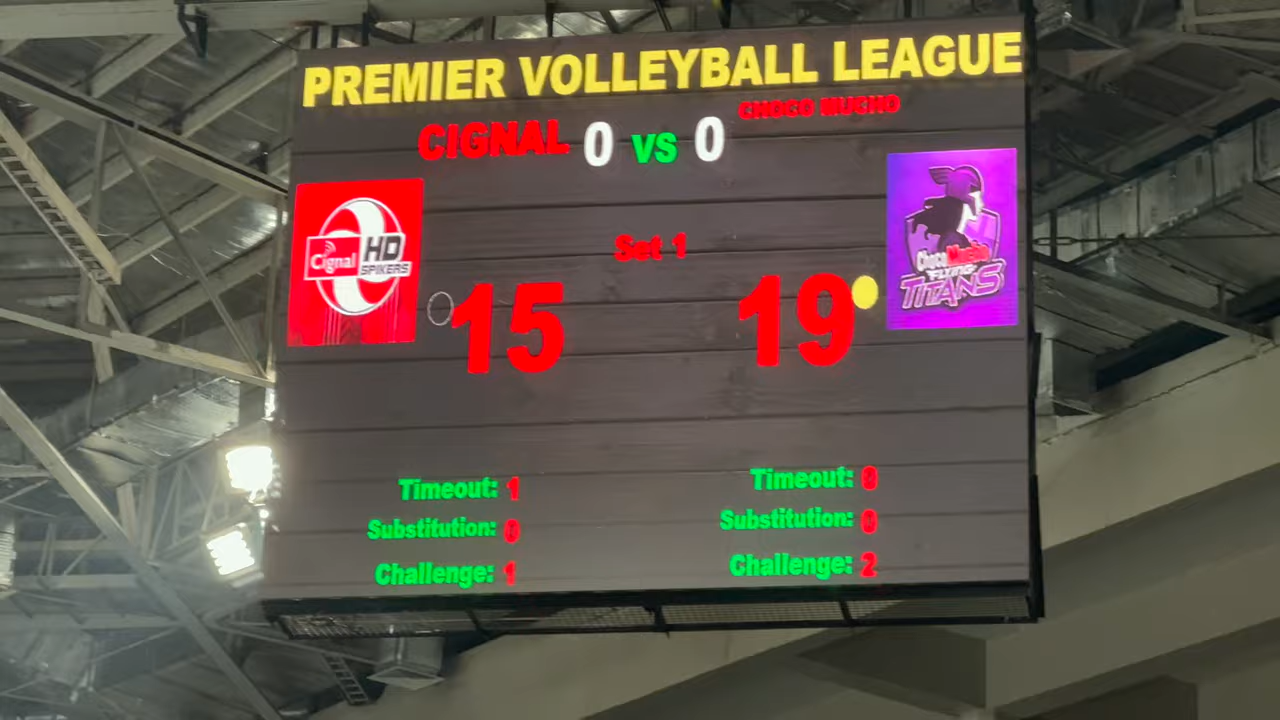 PREMIER VOLLEYBALL LEAGUE
CIGNAL 0 VS 0 CHOCO MUCHO
Cignal HD SPIKERS
Choco Mucho FLYING TITANS
Set 1
15 19
Timeout: 1 Timeout: 0
Substitution: 0 Substitution: 0
Challenge: 1 Challenge: 2